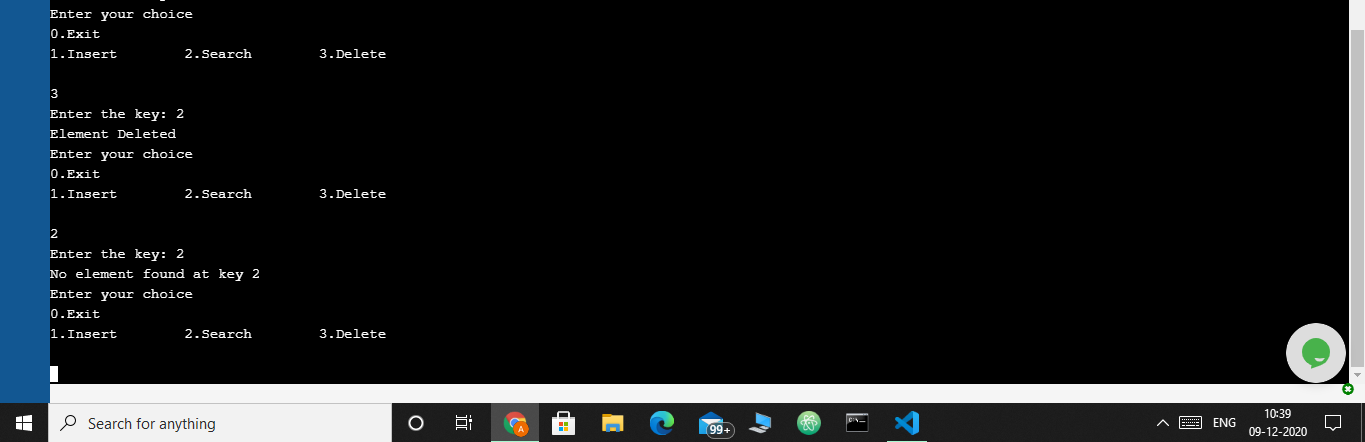 Enter your choice
0.Exit
1.Insert 2.Search 3.Delete
3
Enter the key: 2
Element Deleted
Enter your choice
0.Exit
1.Insert 2.Search 3.Delete
2
Enter the key: 2
No element found at key 2
Enter your choice
0.Exit
1.Insert 2.Search 3.Delete
Search for anything
A
99+
ENG
10:39
09-12-2020